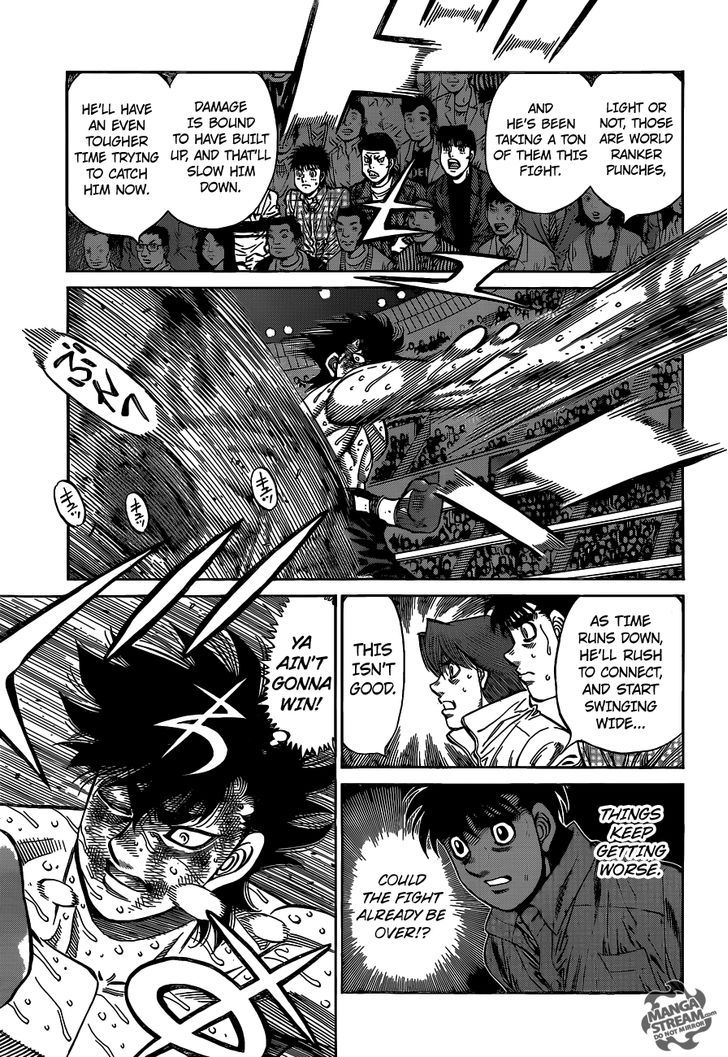 LIGHT OR
NOT, THOSE
ARE WORLD
RANKER
PUNCHES,
AND
HE'S BEEN
TAKING A TON
OF THEM THIS
FIGHT.
DAMAGE
IS BOUND
TO HAVE BUILT
UP, AND THAT'LL
SLOW HIM
DOWN.
HE'LL HAVE
AN EVEN
TOUGHER
TIME TRYING
TO CATCH
HIM NOW.
AS TIME
RUNS DOWN,
HE'LL RUSH
TO CONNECT,
AND START
SWINGING
WIDE...
THIS
ISN'T
GOOD.
THINGS
KEEP
GETTING
WORSE.
COULD
THE FIGHT
ALREADY BE
OVER!?
YA
AIN'T
GONNA
WIN!
MANGA
STREAM.com
DO NOT MIRROR